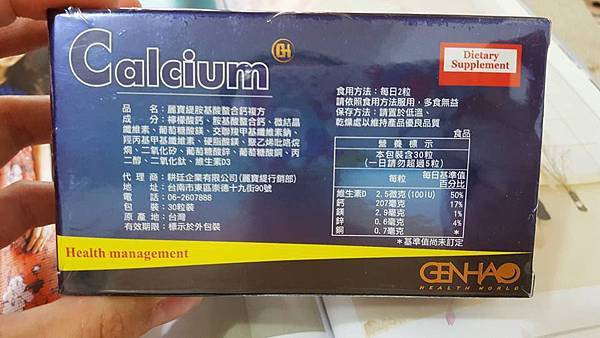 Calcium
GH
Dietary
Supplement
品　名：麗寶緹胺基酸螯合鈣複方
成　分：檸檬酸鈣、胺基酸螯合鈣、微結晶
纖維素、葡萄糖酸鎂、交聯羧甲基纖維素鈉、
羥丙基甲基纖維素、硬脂酸鎂、聚乙烯吡咯烷
酮、二氧化矽、葡萄糖酸鋅、葡萄糖酸銅、丙
二醇、二氧化鈦、維生素D3
代 理 商：耕廷企業有限公司(麗寶緹行銷部)
地　　址：台南市東區崇德十九街90號
電　　話：06-2607886
包　　裝：30粒裝
原 產 地：台灣
有效期限：標示於外包裝
食用方法：每日2粒
請依照食用方法服用，多食無益
保存方法：請置於低溫、
乾燥處以維持產品優良品質
食品
營 養 標 示
本包裝含30粒
(一日請勿超過5粒)
每粒 每日基準值
百分比
維生素D 2.5微克(100IU) 50%
鈣 207毫克 17%
鎂 2.9毫克 1%
鋅 0.6毫克 4%
銅 0.7毫克 *
*基準值尚未訂定
Health management
GENHAO
HEALTH WORLD